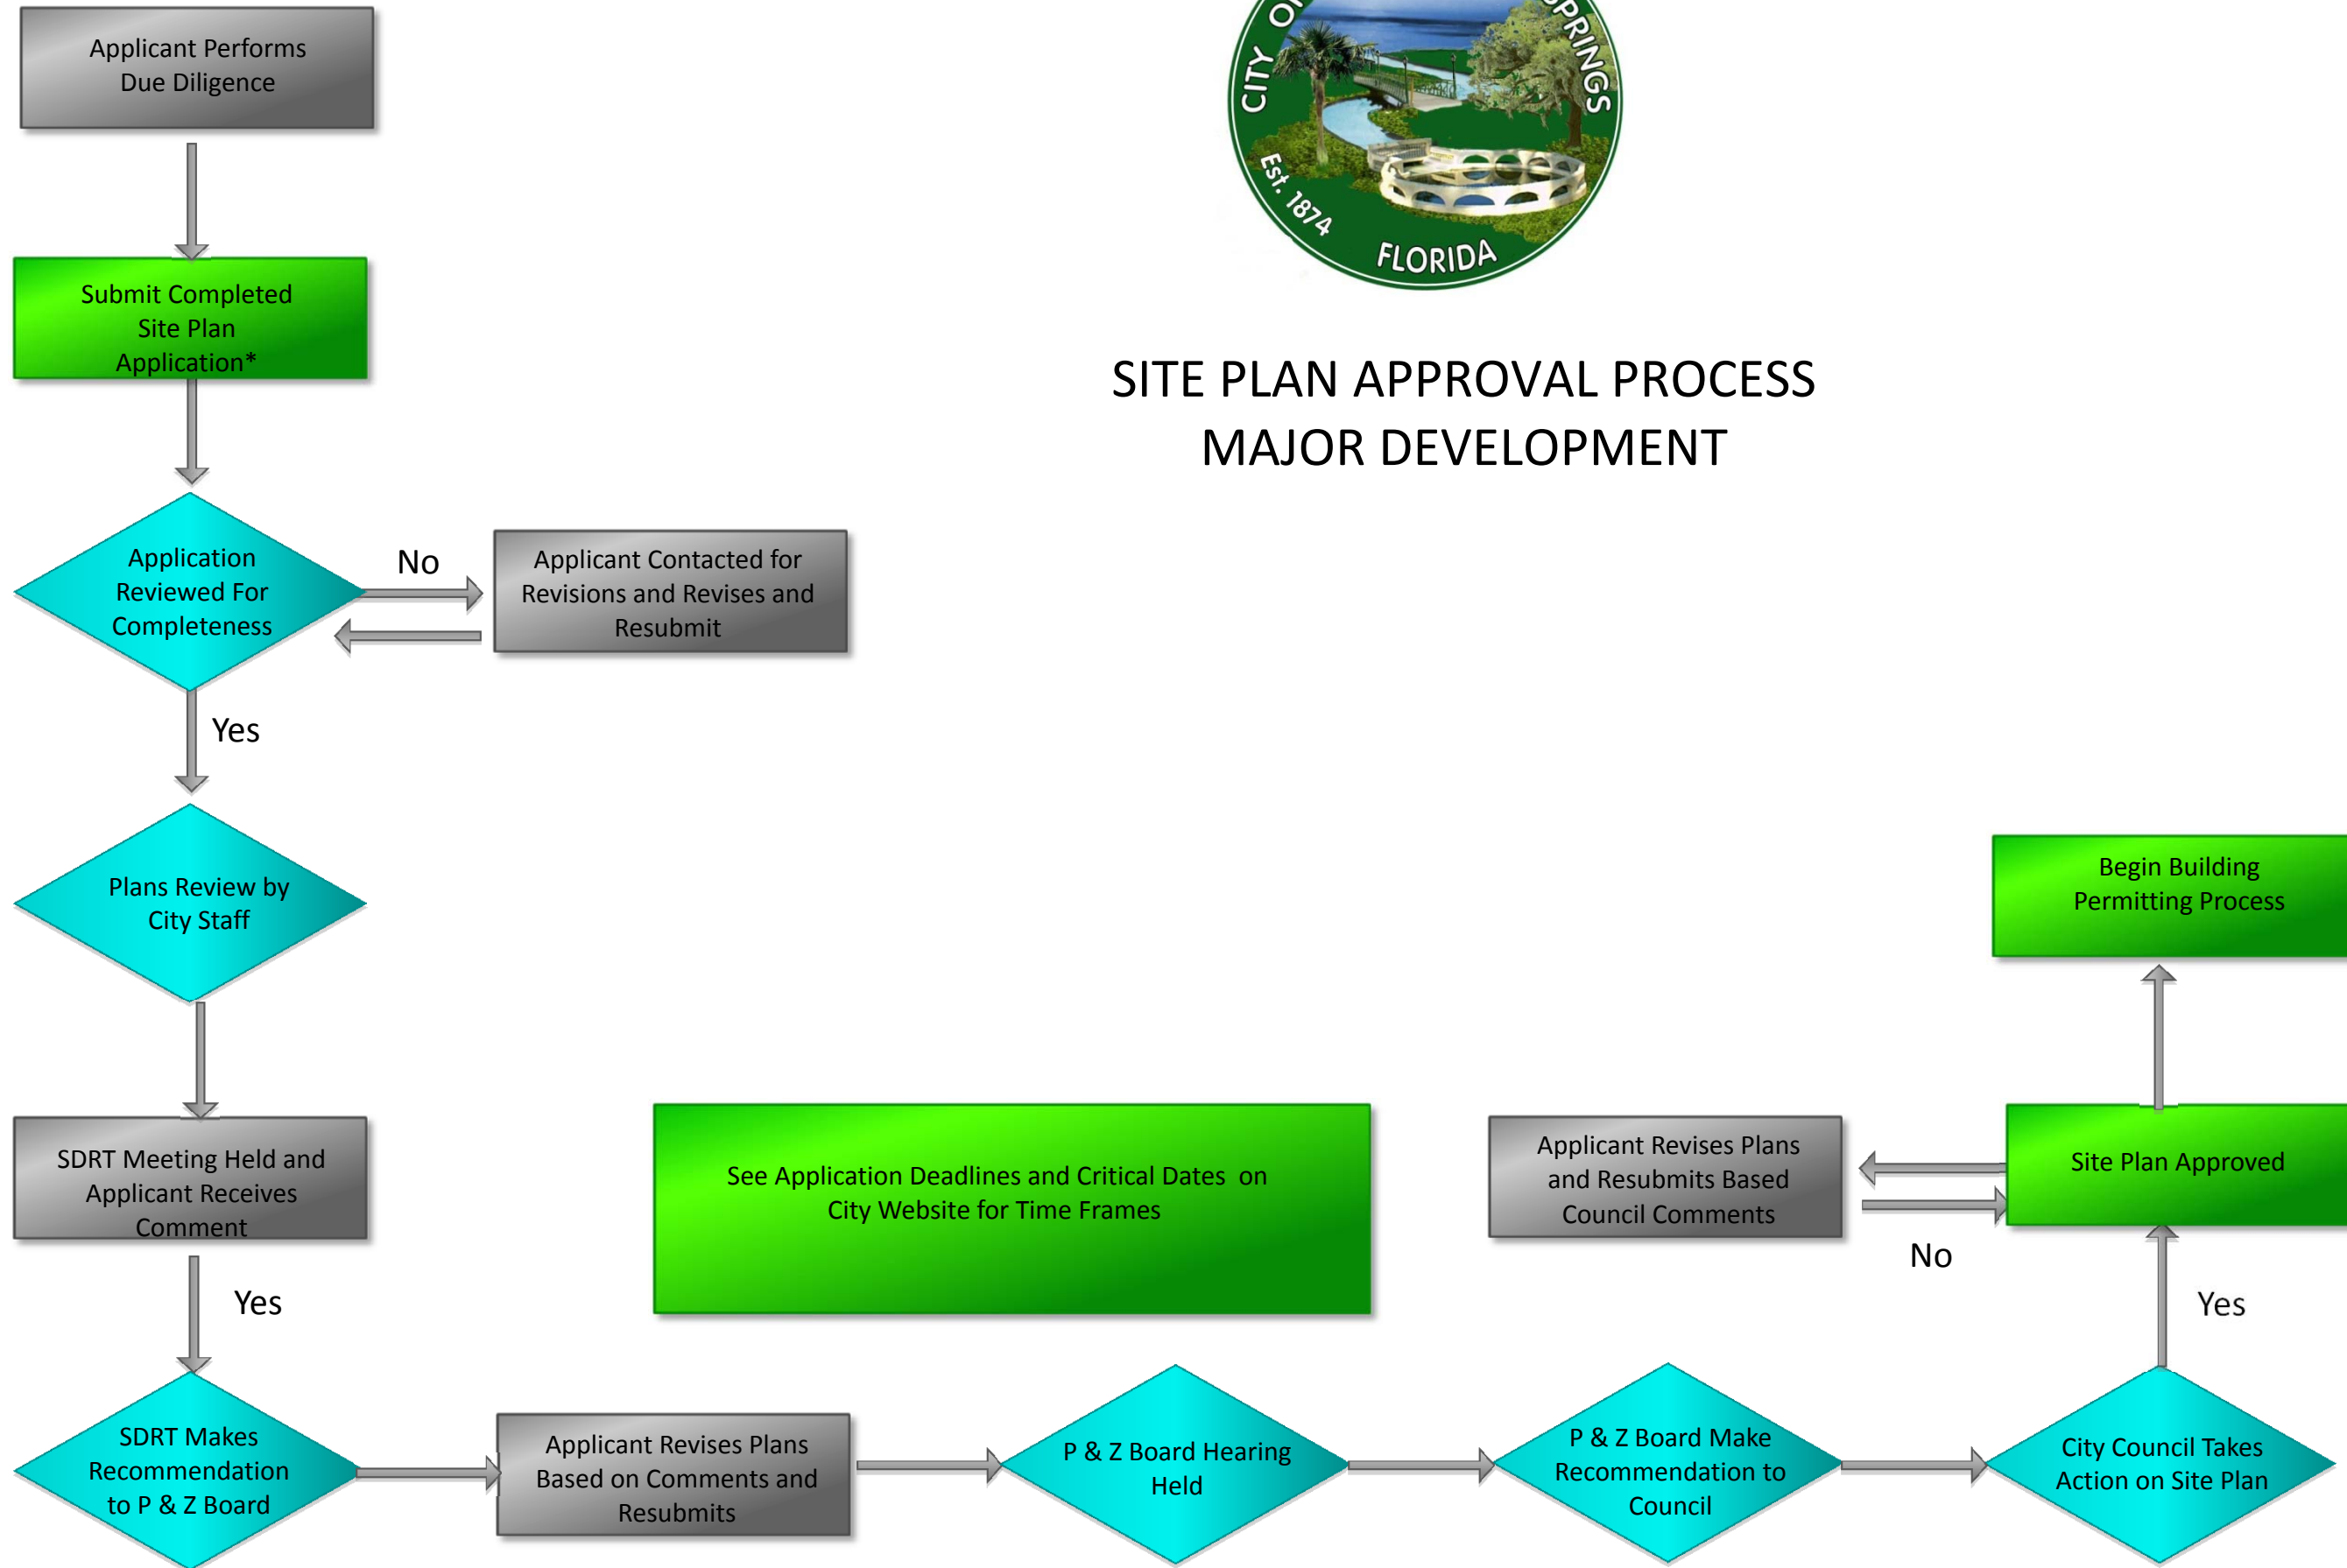 Applicant Performs
Due Diligence
CITY OF
SPRINGS
Est. 1874
FLORIDA
Submit Completed
Site Plan
Application*
SITE PLAN APPROVAL PROCESS
MAJOR DEVELOPMENT
Application
Reviewed For
Completeness
No
Applicant Contacted for
Revisions and Revises and
Resubmit
Yes
Plans Review by
City Staff
Begin Building
Permitting Process
SDRT Meeting Held and
Applicant Receives
Comment
See Application Deadlines and Critical Dates on
City Website for Time Frames
Applicant Revises Plans
and Resubmits Based
Council Comments
Site Plan Approved
No
Yes
Yes
SDRT Makes
Recommendation
to P & Z Board
Applicant Revises Plans
Based on Comments and
Resubmits
P & Z Board Hearing
Held
P & Z Board Make
Recommendation to
Council
City Council Takes
Action on Site Plan